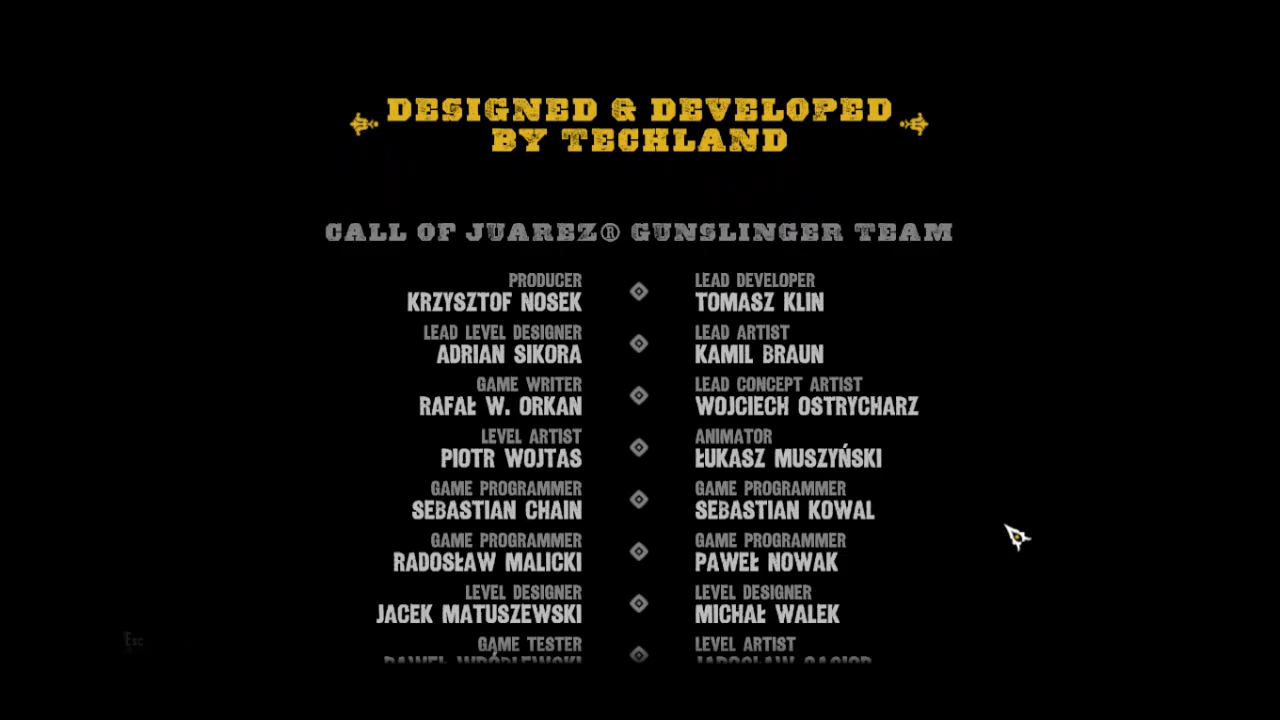 DESIGNED & DEVELOPED
BY TECHLAND
CALL OF JUAREZ® GUNSLINGER TEAM
PRODUCER
KRZYSZTOF NOSEK
LEAD DEVELOPER
TOMASZ KLIN
LEAD LEVEL DESIGNER
ADRIAN SIKORA
LEAD ARTIST
KAMIL BRAUN
GAME WRITER
RAFAŁ W. ORKAN
LEAD CONCEPT ARTIST
WOJCIECH OSTRYCHARZ
LEVEL ARTIST
PIOTR WOJTAS
ANIMATOR
ŁUKASZ MUSZYŃSKI
GAME PROGRAMMER
SEBASTIAN CHAIN
GAME PROGRAMMER
SEBASTIAN KOWAL
GAME PROGRAMMER
RADOSŁAW MALICKI
GAME PROGRAMMER
PAWEŁ NOWAK
LEVEL DESIGNER
JACEK MATUSZEWSKI
LEVEL DESIGNER
MICHAŁ WALEK
GAME TESTER
LEVEL ARTIST
Esc